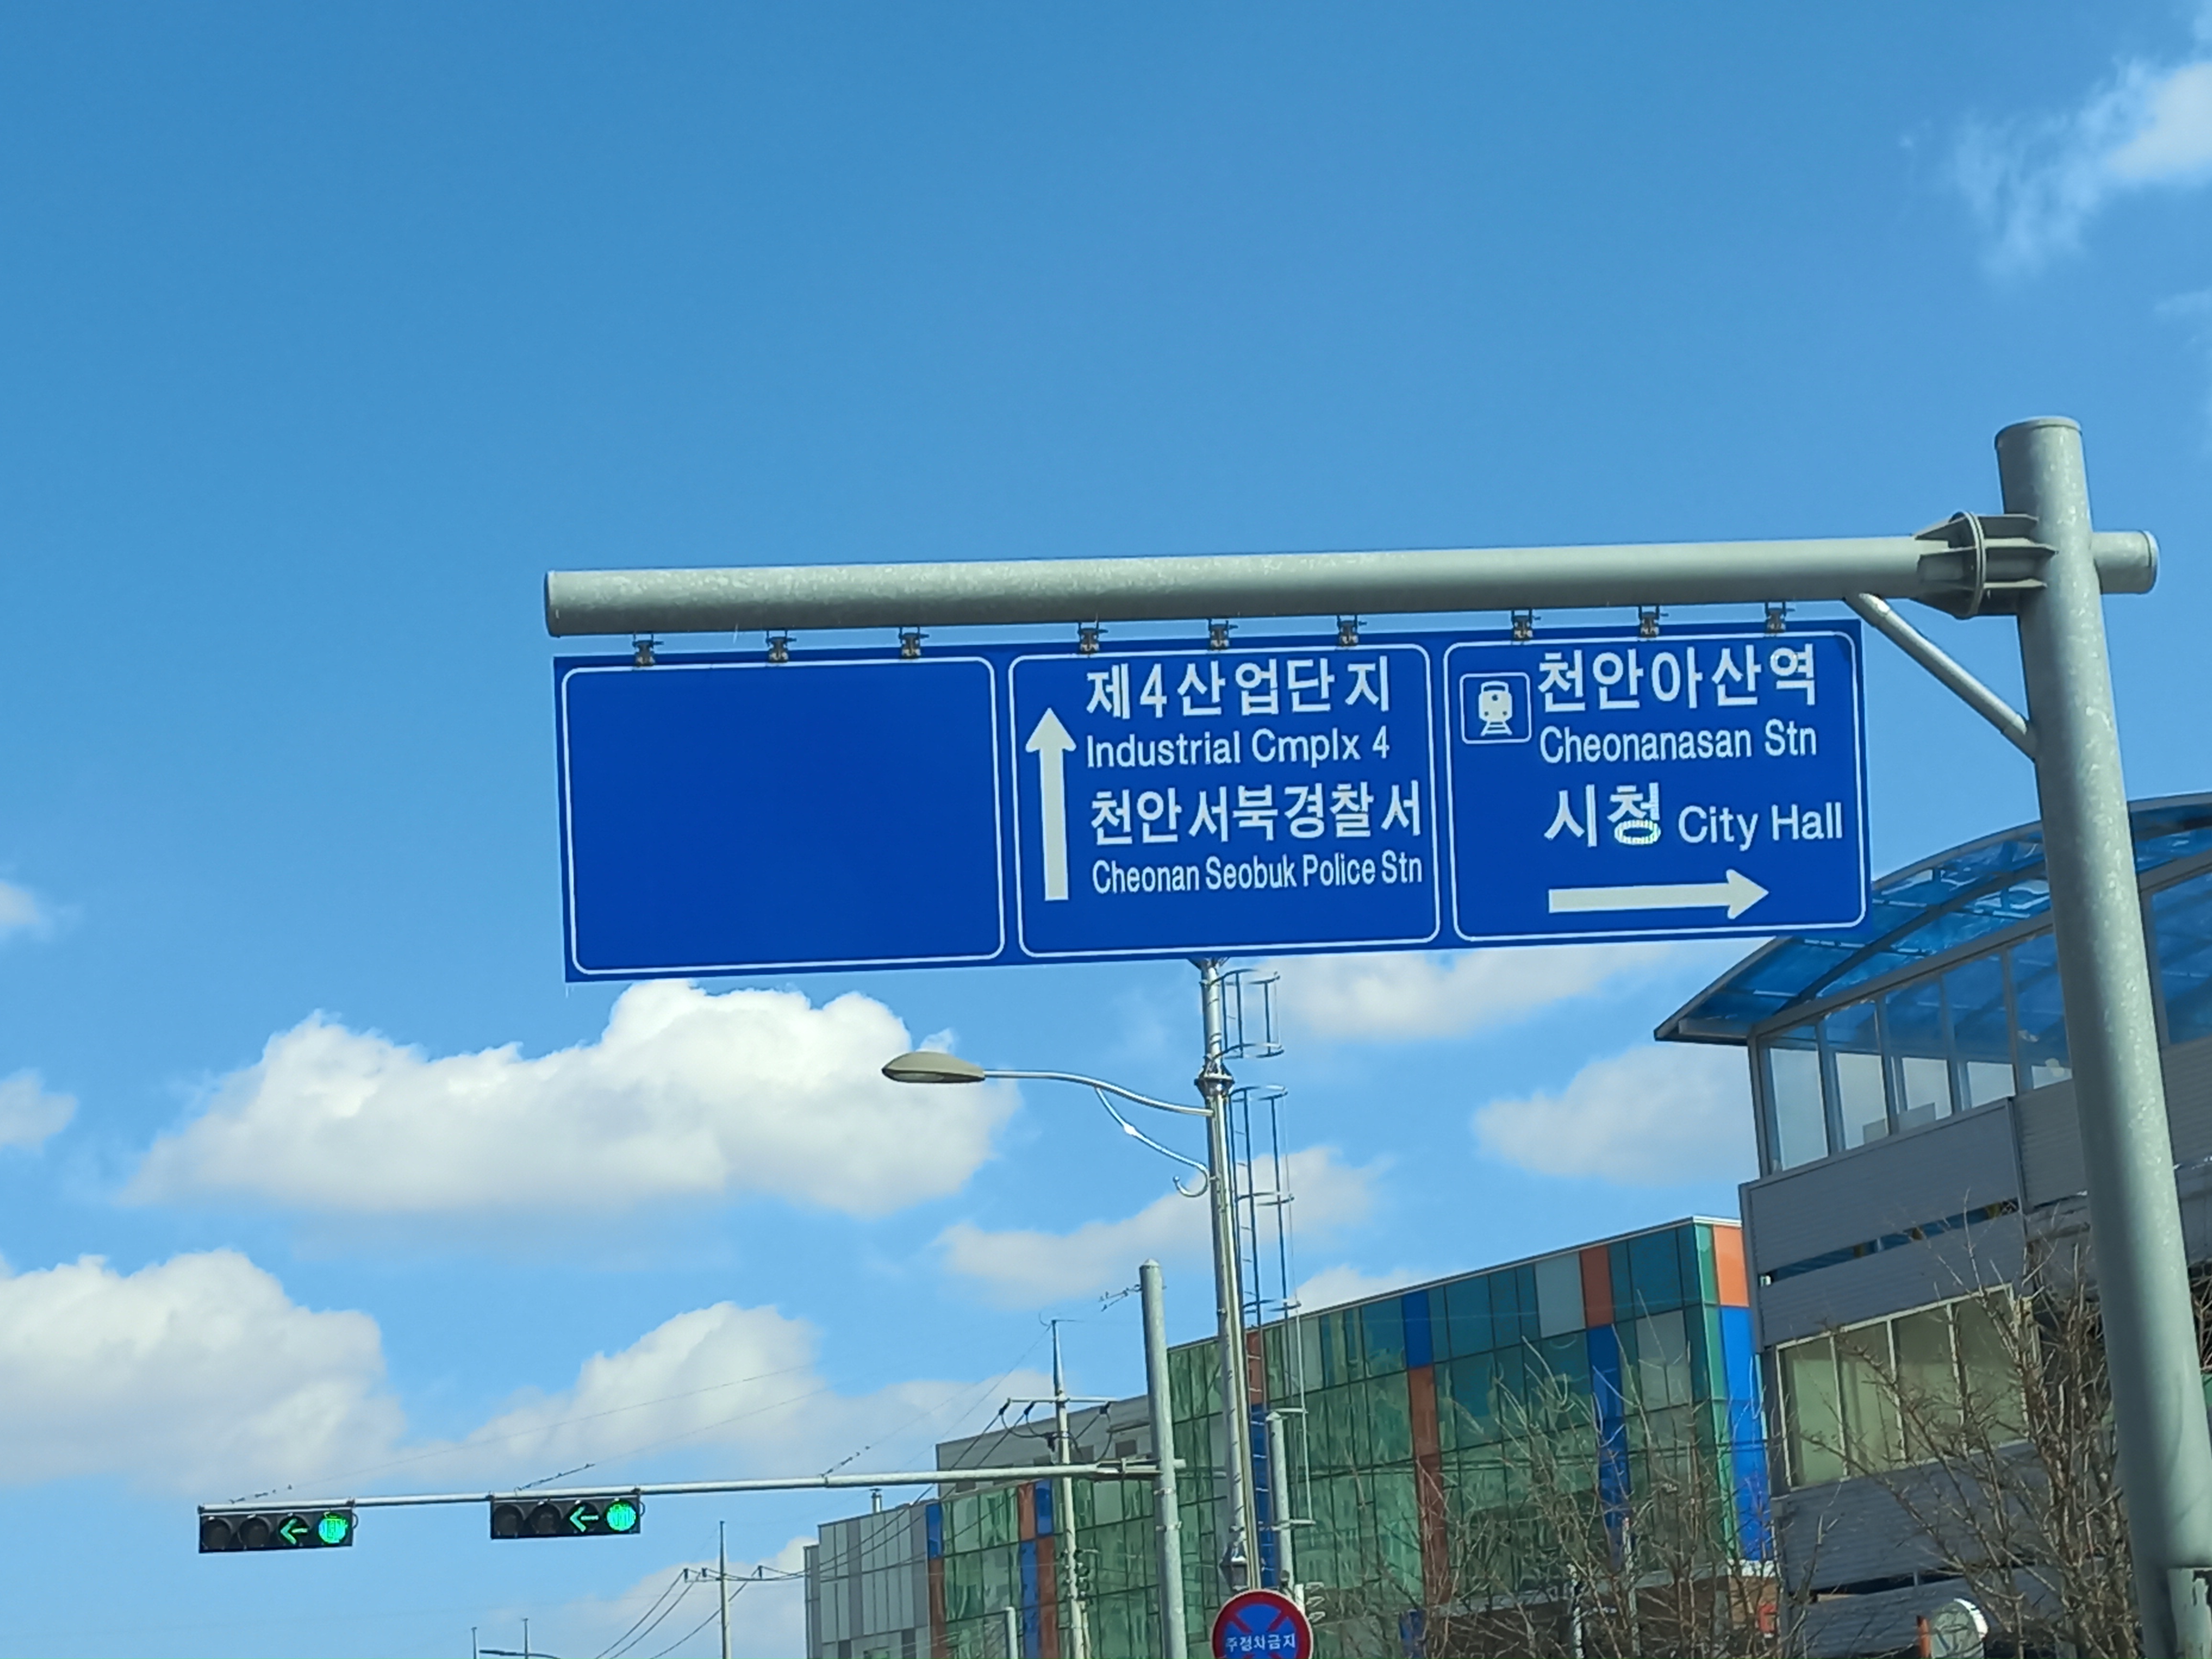 제4산업단지
Industrial Cmplx 4
천안서북경찰서
Cheonan Seobuk Police Stn
천안아산역
Cheonanasan Stn
시청 City Hall
주정차금지